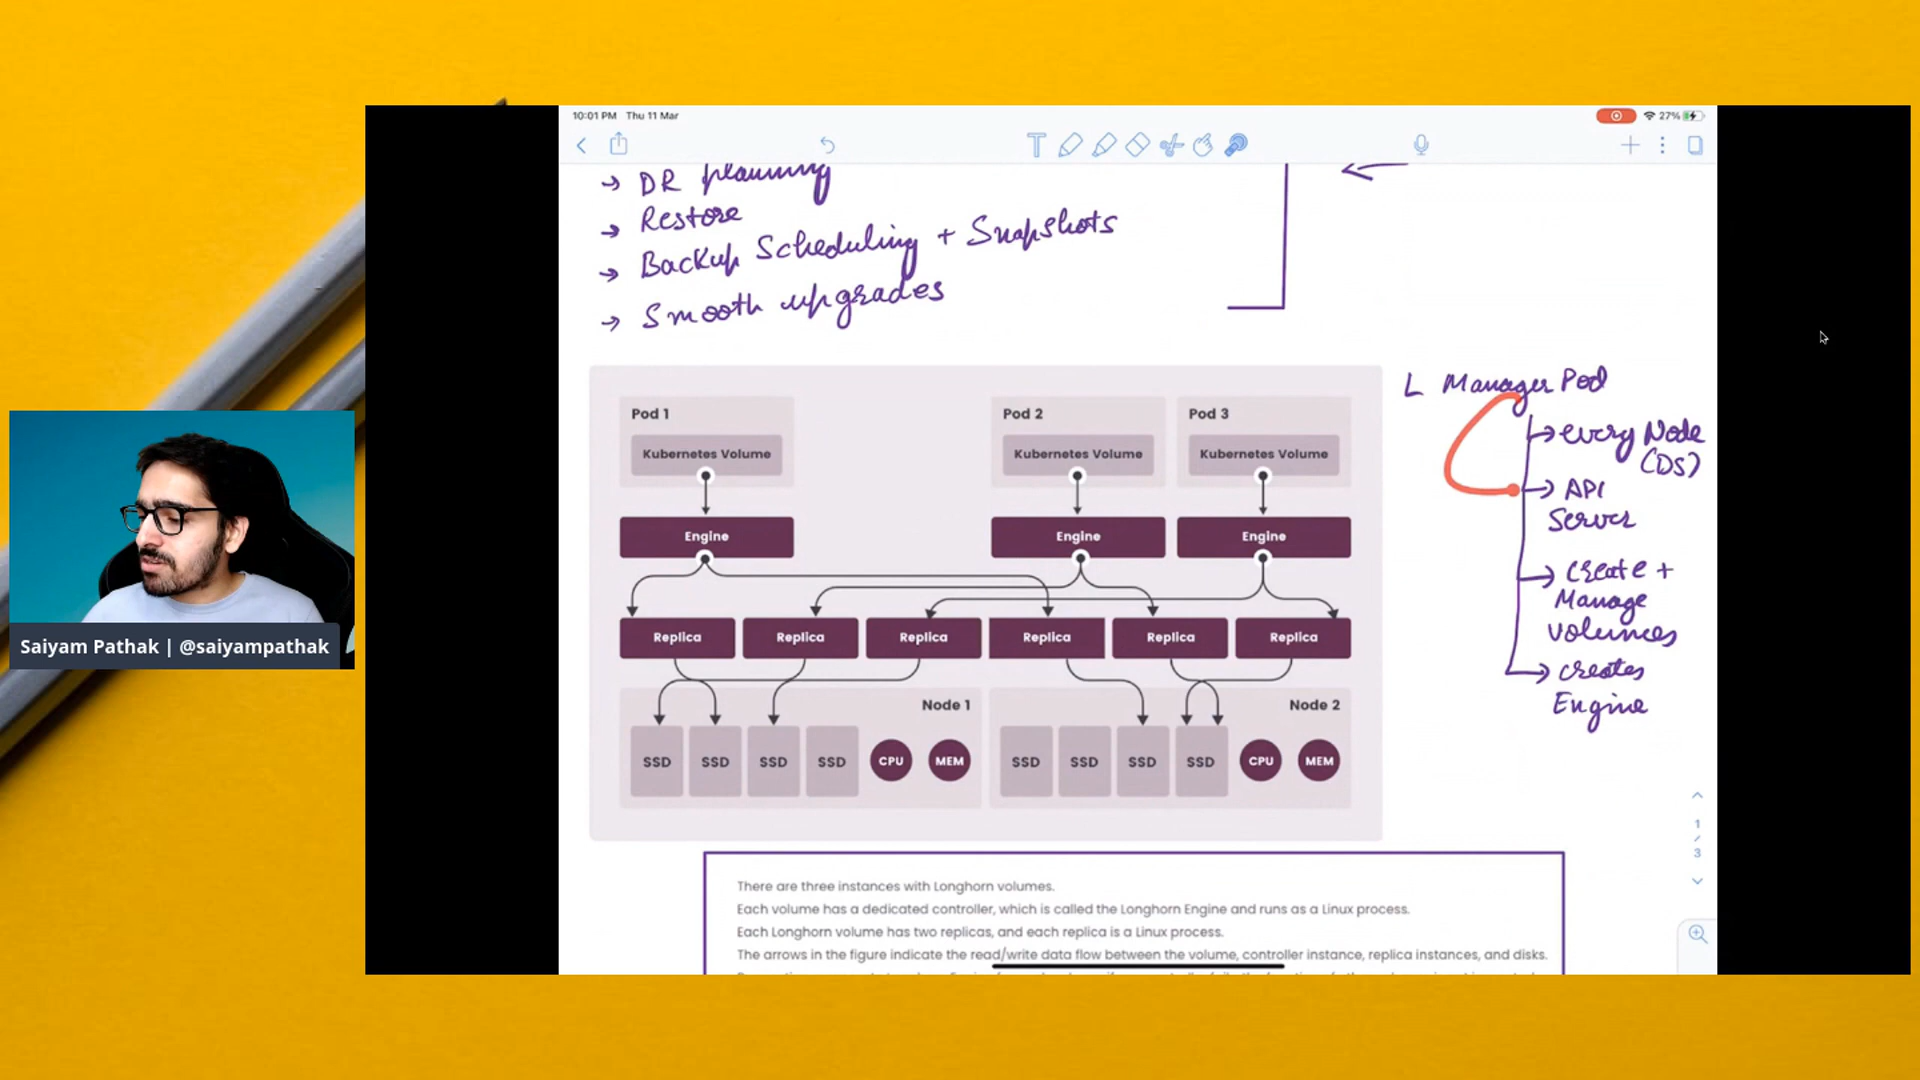 10:01 PM Thu 11 Mar
27%
T
→ DR planning
→ Restore
→ Backup Scheduling + Snapshots
→ Smooth upgrades
Pod 1
Pod 2
Pod 3
Kubernetes Volume
Kubernetes Volume
Kubernetes Volume
Engine
Engine
Engine
Replica
Replica
Replica
Replica
Replica
Replica
Node 1
Node 2
SSD
SSD
SSD
SSD
CPU
MEM
SSD
SSD
SSD
SSD
CPU
MEM
L Manager Pod
→ every Node
(DS)
→ API
Server
→ Create +
Manage
volumes
→ creates
Engine
1
/
3
There are three instances with Longhorn volumes.
Each volume has a dedicated controller, which is called the Longhorn Engine and runs as a Linux process.
Each Longhorn volume has two replicas, and each replica is a Linux process.
The arrows in the figure indicate the read/write data flow between the volume, controller instance, replica instances, and disks.
Saiyam Pathak | @saiyampathak